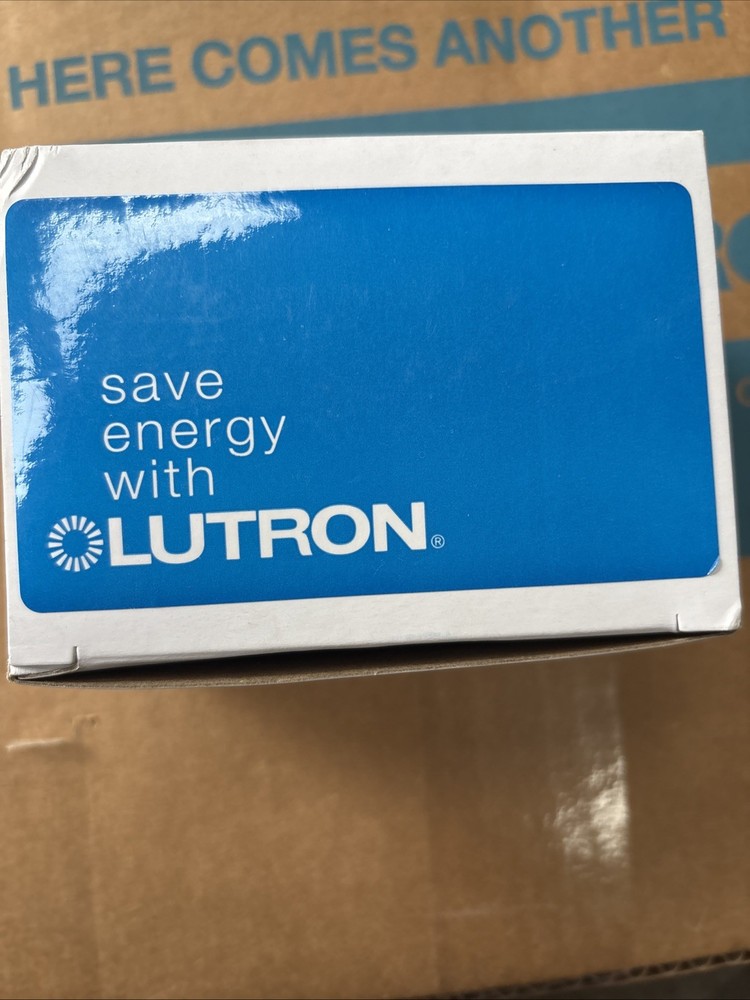 HERE COMES ANOTHER
save
energy
with
LUTRON®